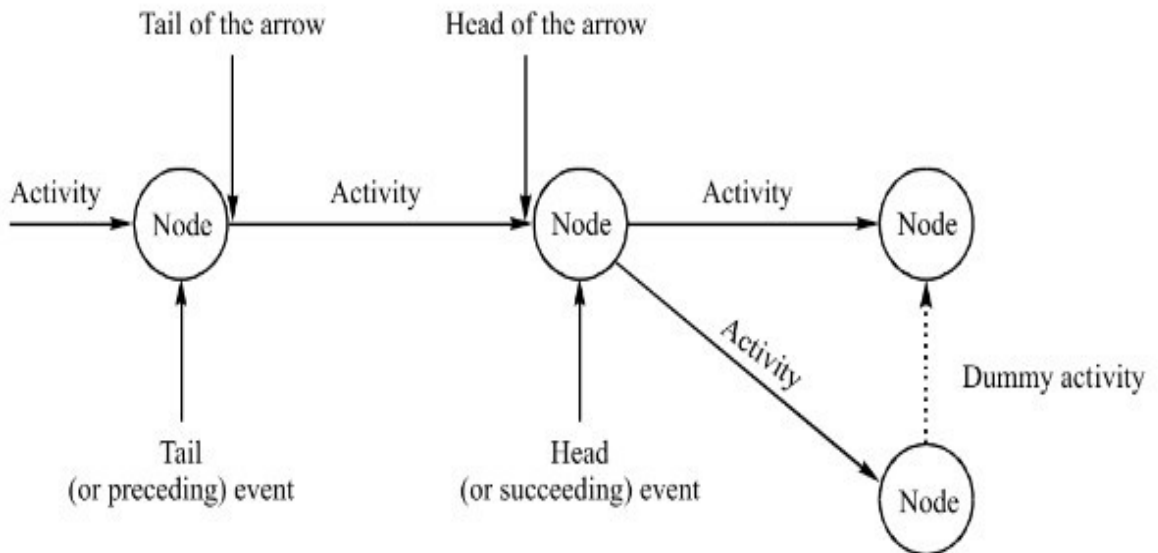 Tail of the arrow
Head of the arrow
Activity
Activity
Activity
Node
Node
Node
Activity
Dummy activity
Tail
(or preceding) event
Head
(or succeeding) event
Node